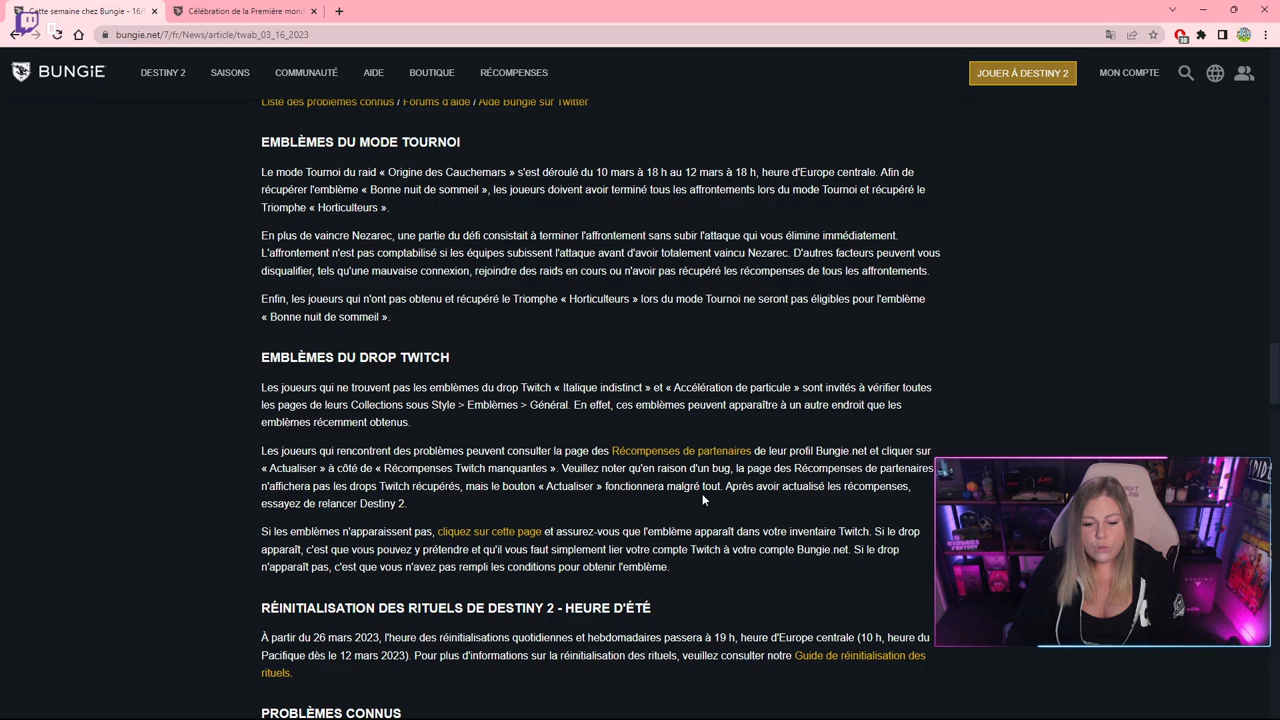 Cette semaine chez Bungie - 16/
Célébration de la Première mond
bungie.net/7/fr/News/article/twab_03_16_2023
BUNGiE
DESTINY 2
SAISONS
COMMUNAUTÉ
AIDE
BOUTIQUE
RÉCOMPENSES
JOUER À DESTINY 2
MON COMPTE
Liste des problèmes connus / Forums d'aide / Aide Bungie sur Twitter
EMBLÈMES DU MODE TOURNOI
Le mode Tournoi du raid « Origine des Cauchemars » s'est déroulé du 10 mars à 18 h au 12 mars à 18 h, heure d'Europe centrale. Afin de
récupérer l'emblème « Bonne nuit de sommeil », les joueurs doivent avoir terminé tous les affrontements lors du mode Tournoi et récupéré le
Triomphe « Horticulteurs ».
En plus de vaincre Nezarec, une partie du défi consistait à terminer l'affrontement sans subir l'attaque qui vous élimine immédiatement.
L'affrontement n'est pas comptabilisé si les équipes subissent l'attaque avant d'avoir totalement vaincu Nezarec. D'autres facteurs peuvent vous
disqualifier, tels qu'une mauvaise connexion, rejoindre des raids en cours ou n'avoir pas récupéré les récompenses de tous les affrontements.
Enfin, les joueurs qui n'ont pas obtenu et récupéré le Triomphe « Horticulteurs » lors du mode Tournoi ne seront pas éligibles pour l'emblème
« Bonne nuit de sommeil ».
EMBLÈMES DU DROP TWITCH
Les joueurs qui ne trouvent pas les emblèmes du drop Twitch « Italique indistinct » et « Accélération de particule » sont invités à vérifier toutes
les pages de leurs Collections sous Style > Emblèmes > Général. En effet, ces emblèmes peuvent apparaître à un autre endroit que les
emblèmes récemment obtenus.
Les joueurs qui rencontrent des problèmes peuvent consulter la page des Récompenses de partenaires de leur profil Bungie.net et cliquer sur
« Actualiser » à côté de « Récompenses Twitch manquantes ». Veuillez noter qu'en raison d'un bug, la page des Récompenses de partenaires
n'affichera pas les drops Twitch récupérés, mais le bouton « Actualiser » fonctionnera malgré tout. Après avoir actualisé les récompenses,
essayez de relancer Destiny 2.
Si les emblèmes n'apparaissent pas, cliquez sur cette page et assurez-vous que l'emblème apparaît dans votre inventaire Twitch. Si le drop
apparaît, c'est que vous pouvez y prétendre et qu'il vous faut simplement lier votre compte Twitch à votre compte Bungie.net. Si le drop
n'apparaît pas, c'est que vous n'avez pas rempli les conditions pour obtenir l'emblème.
RÉINITIALISATION DES RITUELS DE DESTINY 2 - HEURE D'ÉTÉ
À partir du 26 mars 2023, l'heure des réinitialisations quotidiennes et hebdomadaires passera à 19 h, heure d'Europe centrale (10 h, heure du
Pacifique dès le 12 mars 2023). Pour plus d'informations sur la réinitialisation des rituels, veuillez consulter notre Guide de réinitialisation des
rituels.
PROBLÈMES CONNUS